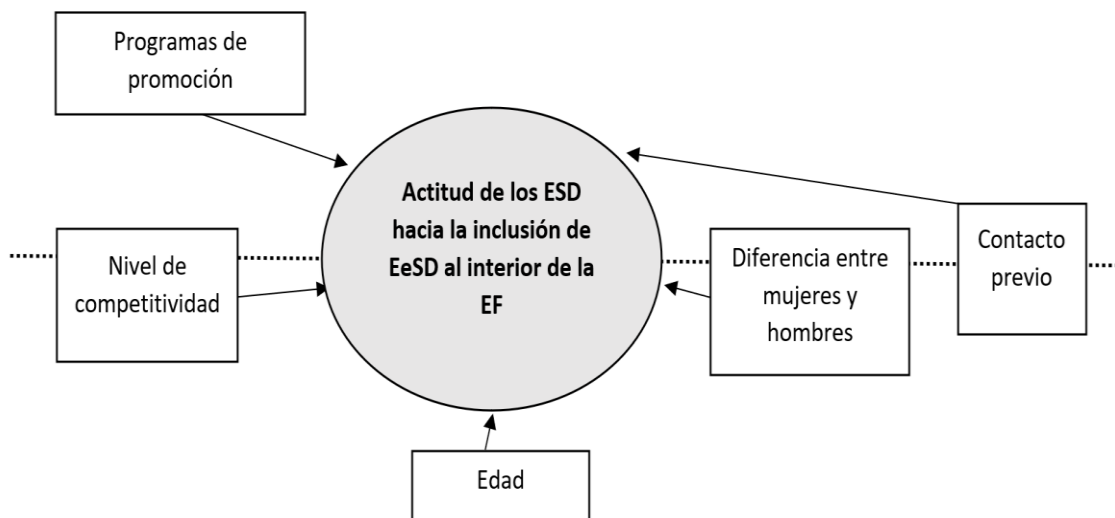 Programas de
promoción
Actitud de los ESD
hacia la inclusión de
EeSD al interior de la
EF
Nivel de
competitividad
Diferencia entre
mujeres y
hombres
Contacto
previo
Edad